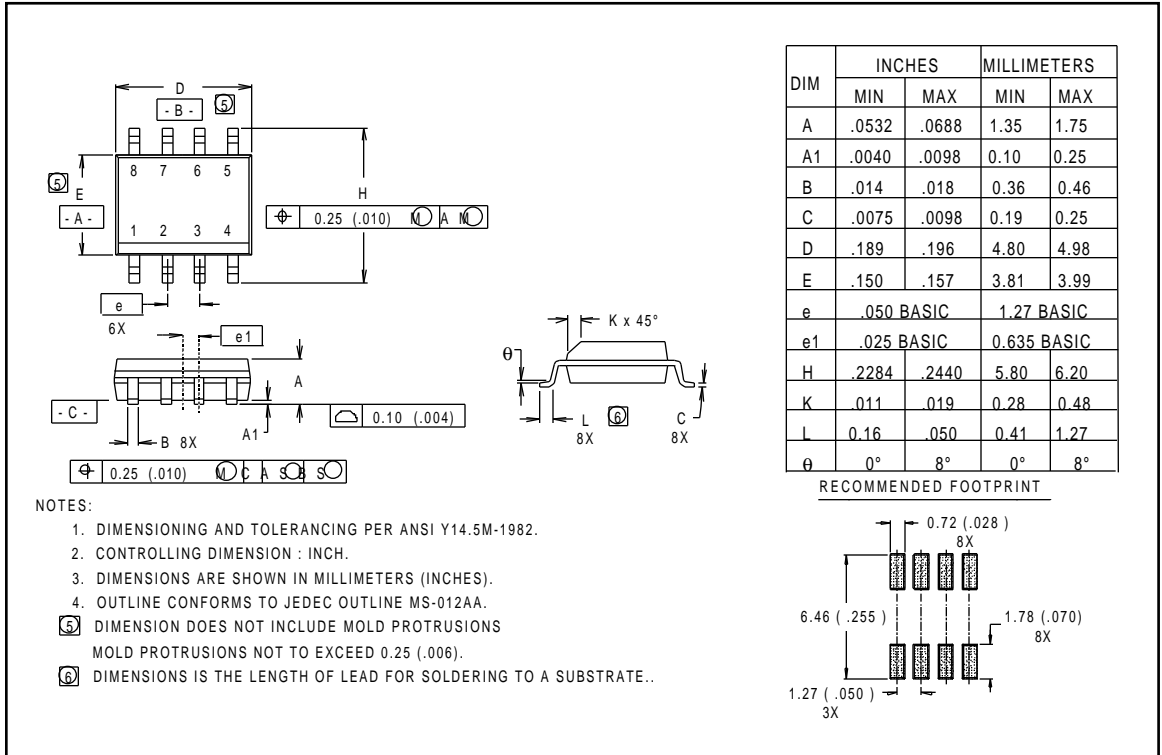 D
- B -
5
8 7 6 5
5
E
- A -
H
0.25 (.010) M A M
1 2 3 4
e
6X
e1
A
- C -
B 8X
A1
0.10 (.004)
0.25 (.010) M C A S B S
K x 45°
θ
L
8X
6
C
8X
DIM INCHES MILLIMETERS
MIN MAX MIN MAX
A .0532 .0688 1.35 1.75
A1 .0040 .0098 0.10 0.25
B .014 .018 0.36 0.46
C .0075 .0098 0.19 0.25
D .189 .196 4.80 4.98
E .150 .157 3.81 3.99
e .050 BASIC 1.27 BASIC
e1 .025 BASIC 0.635 BASIC
H .2284 .2440 5.80 6.20
K .011 .019 0.28 0.48
L 0.16 .050 0.41 1.27
θ 0° 8° 0° 8°
NOTES:
1. DIMENSIONING AND TOLERANCING PER ANSI Y14.5M-1982.
2. CONTROLLING DIMENSION : INCH.
3. DIMENSIONS ARE SHOWN IN MILLIMETERS (INCHES).
4. OUTLINE CONFORMS TO JEDEC OUTLINE MS-012AA.
5 DIMENSION DOES NOT INCLUDE MOLD PROTRUSIONS
MOLD PROTRUSIONS NOT TO EXCEED 0.25 (.006).
6 DIMENSIONS IS THE LENGTH OF LEAD FOR SOLDERING TO A SUBSTRATE..
RECOMMENDED FOOTPRINT
0.72 (.028 )
8X
6.46 ( .255 )
1.78 (.070)
8X
1.27 ( .050 )
3X